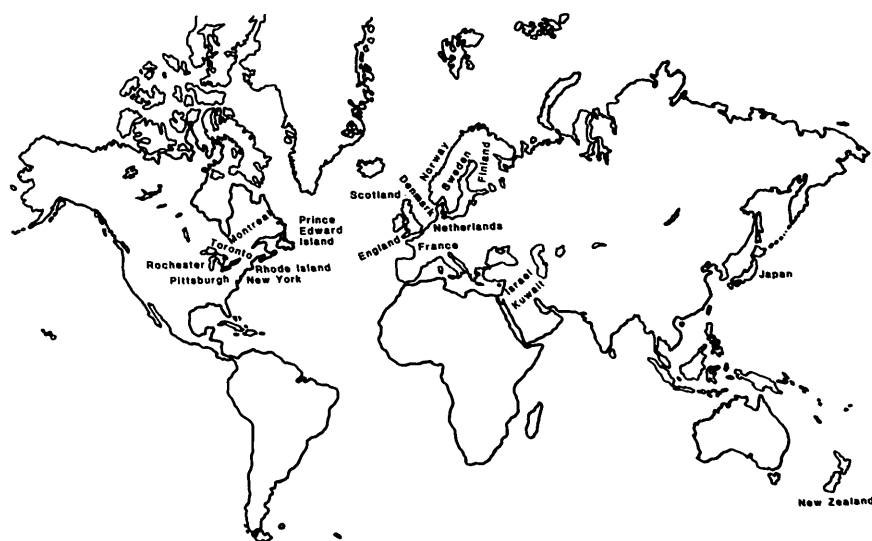 Norway
Sweden
Finland
Scotland
Denmark
Netherlands
England
France
Montreal
Prince
Edward
Island
Toronto
Rochester
Rhode Island
Pittsburgh
New York
Israel
Kuwait
Japan
New Zealand